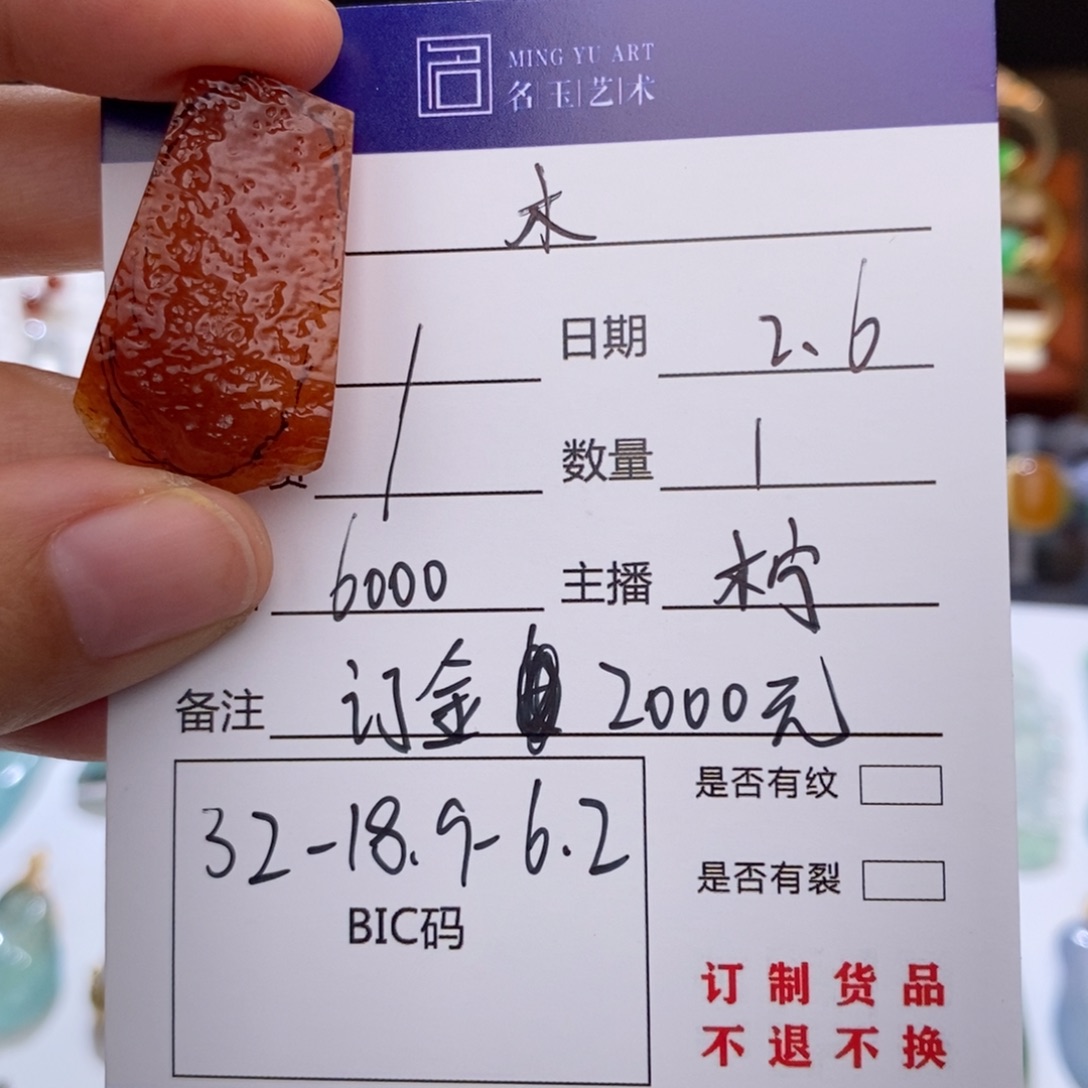 MING YU ART
名玉艺术
木
日期 2.6
数量 1
6000 主播 柠
备注 订金 2000元
32-18.9-6.2
BIC码
是否有纹
是否有裂
订制货品
不退不换